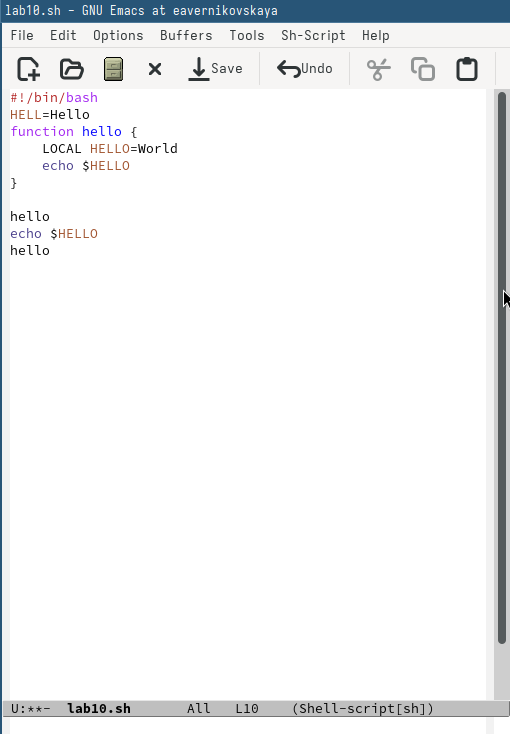 lab10.sh – GNU Emacs at eavernikovskaya
File Edit Options Buffers Tools Sh-Script Help
Save Undo
#!/bin/bash
HELL=Hello
function hello {
    LOCAL HELLO=World
    echo $HELLO
}

hello
echo $HELLO
hello
U:**-  lab10.sh       All   L10    (Shell-script[sh])